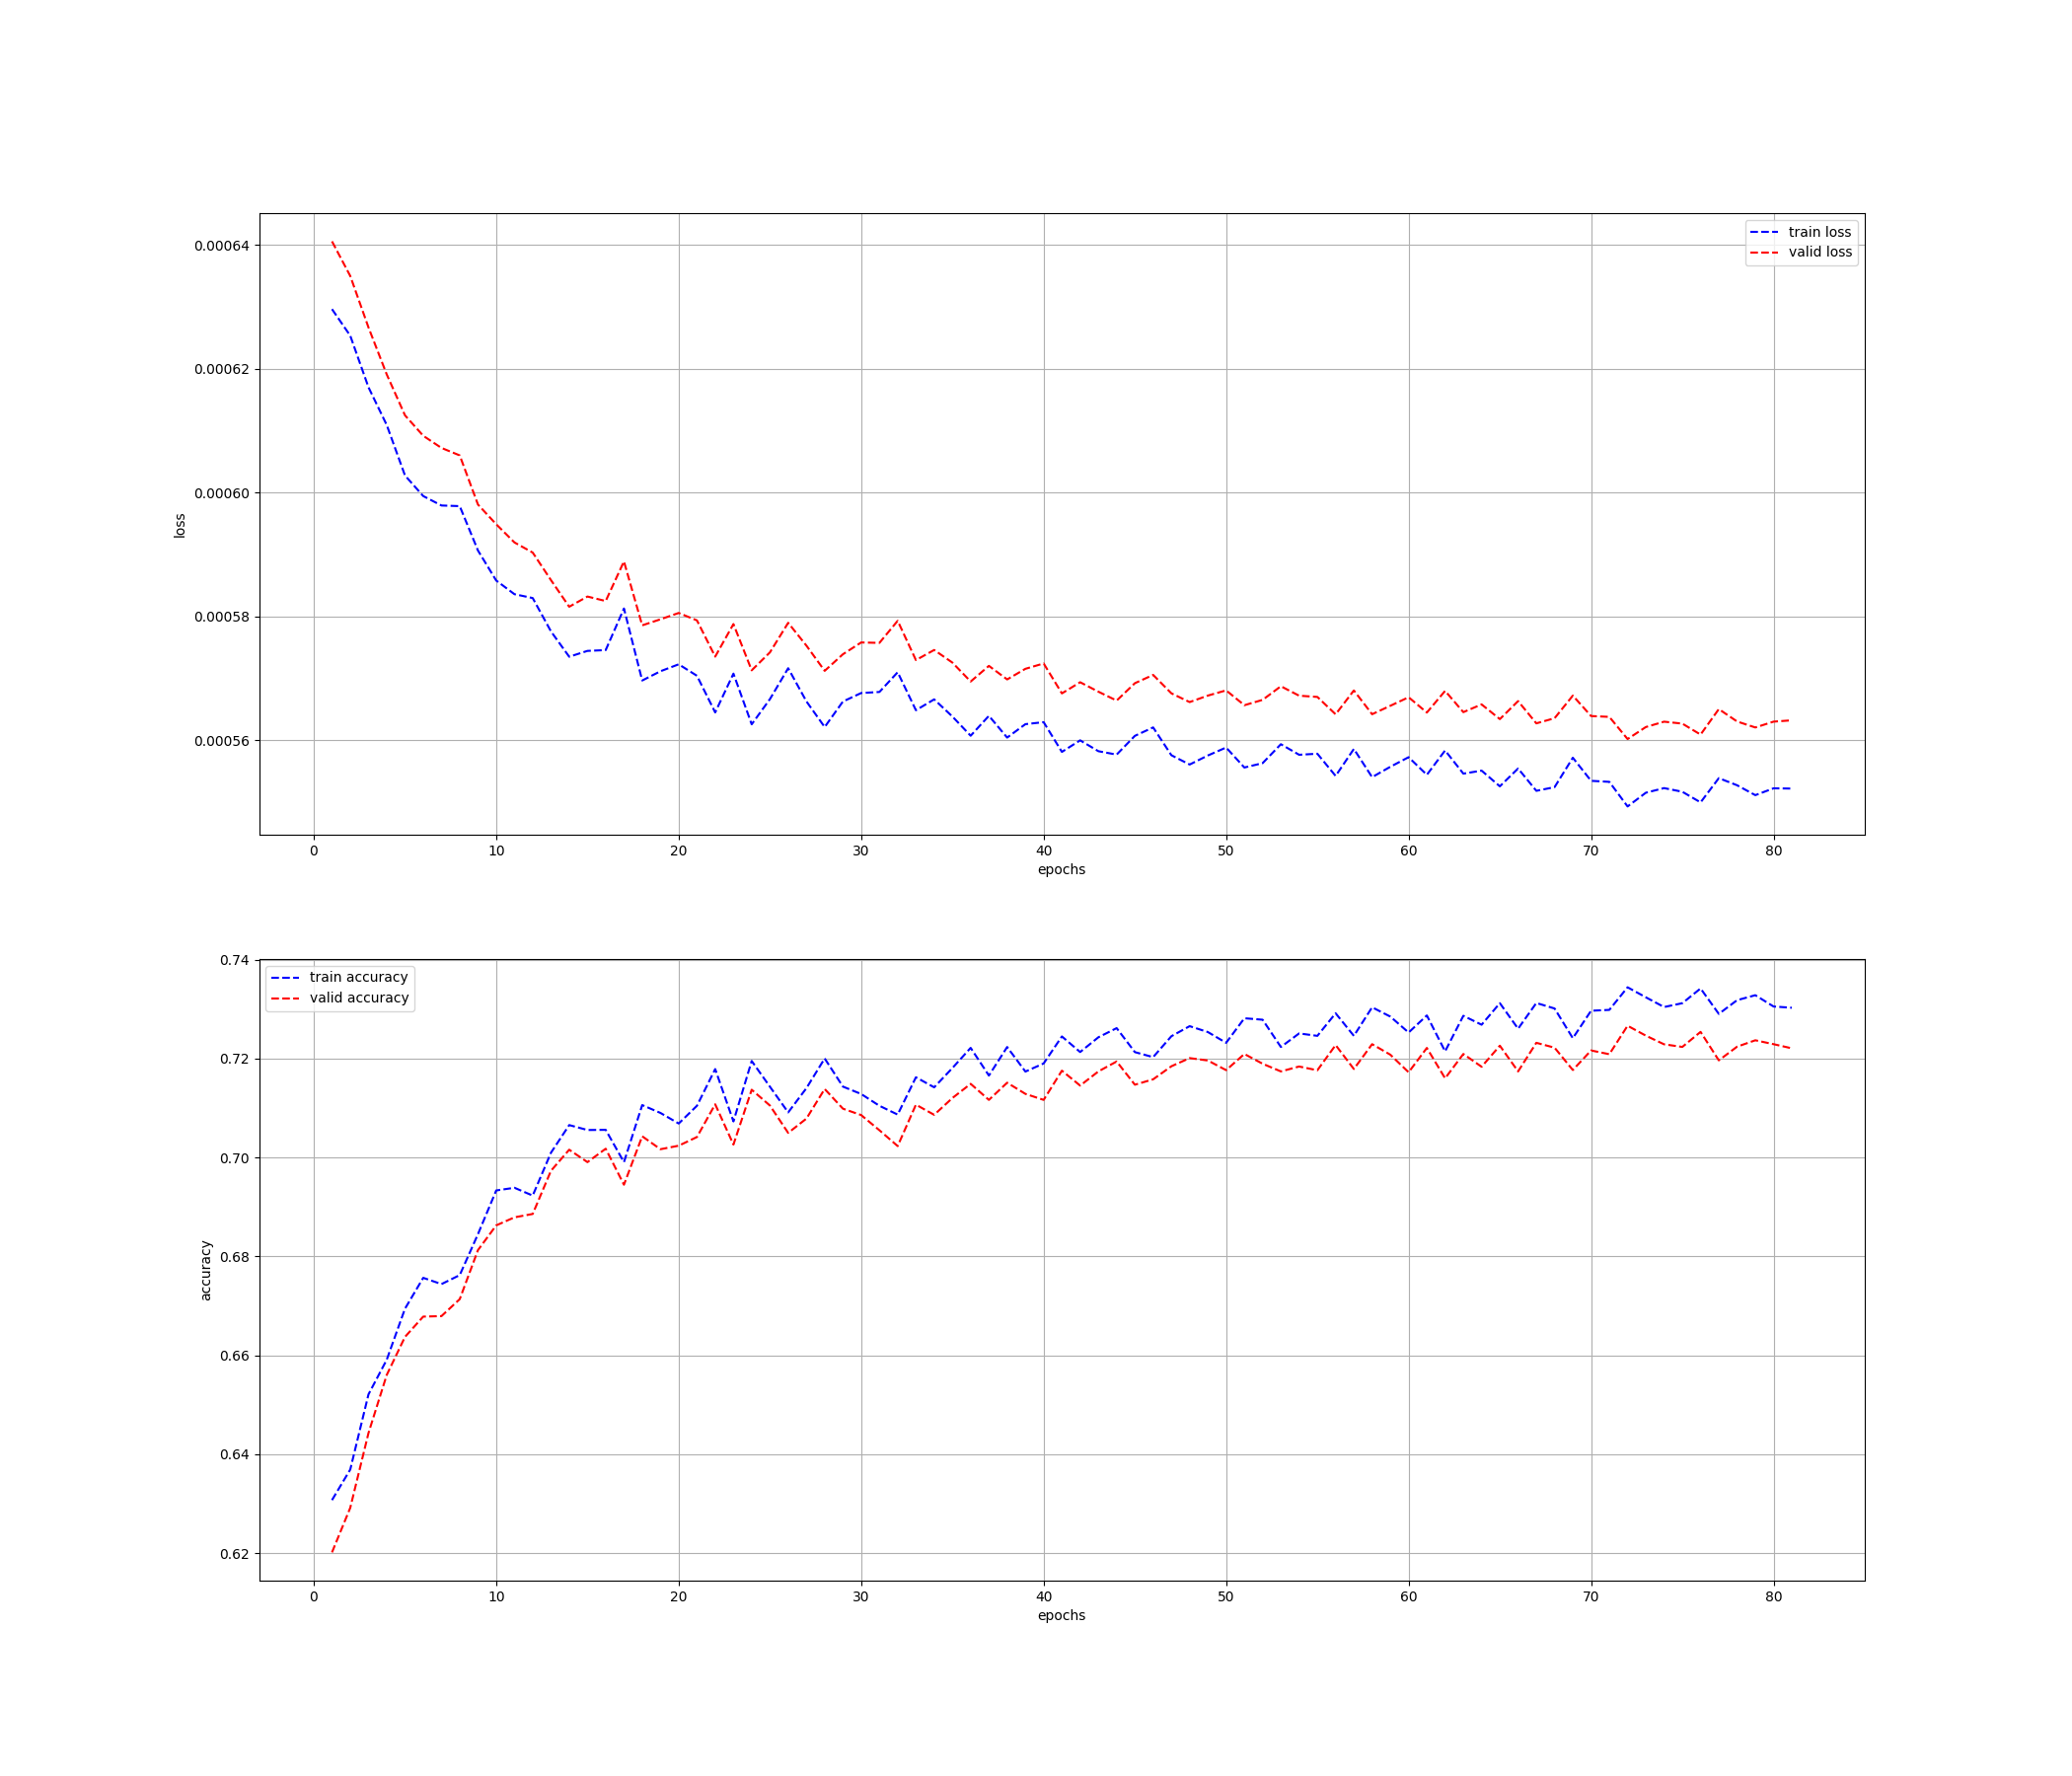 train loss
valid loss
0.00064
0.00062
0.00060
0.00058
0.00056
loss
0 10 20 30 40 50 60 70 80
epochs
train accuracy
valid accuracy
0.74
0.72
0.70
0.68
0.66
0.64
0.62
accuracy
0 10 20 30 40 50 60 70 80
epochs